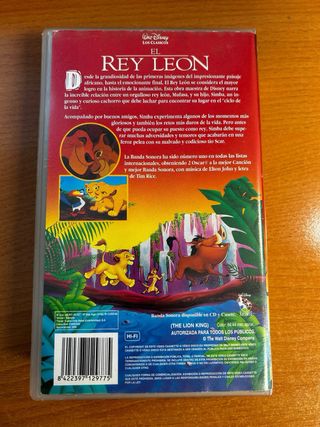 Walt Disney
LOS CLÁSICOS
EL
REY LEON
Desde la grandiosidad de las primeras imágenes del impresionante paisaje
africano, hasta el emocionante final, El Rey León se considera el mayor
logro en la historia de la animación. Esta obra maestra de Disney
narra la increíble relación entre un orgulloso rey león, Mufasa, y su hijo, Simba, un in-
genuo y curioso cachorro que debe luchar para encontrar su lugar en el "ciclo de
la vida".
Acompañado por buenos amigos, Simba experimenta algunos de los momentos más
gloriosos y también los retos más duros de la vida. Pero antes
de que pueda ocupar su puesto como rey, Simba debe supe-
rar muchas adversidades y temores que acabarán en una
feroz pelea con su malvado y codicioso tío Scar.
La Banda Sonora ha sido número uno en todas las listas
internacionales, obteniendo 2 Oscar® a la mejor Canción
y mejor Banda Sonora, con música de Elton John y letras
de Tim Rice.
Banda Sonora disponible en CD y Casete.
(THE LION KING)
Color
AUTORIZADA PARA TODOS LOS PÚBLICOS.
© The Walt Disney Company
HI-FI
8 422397 129775